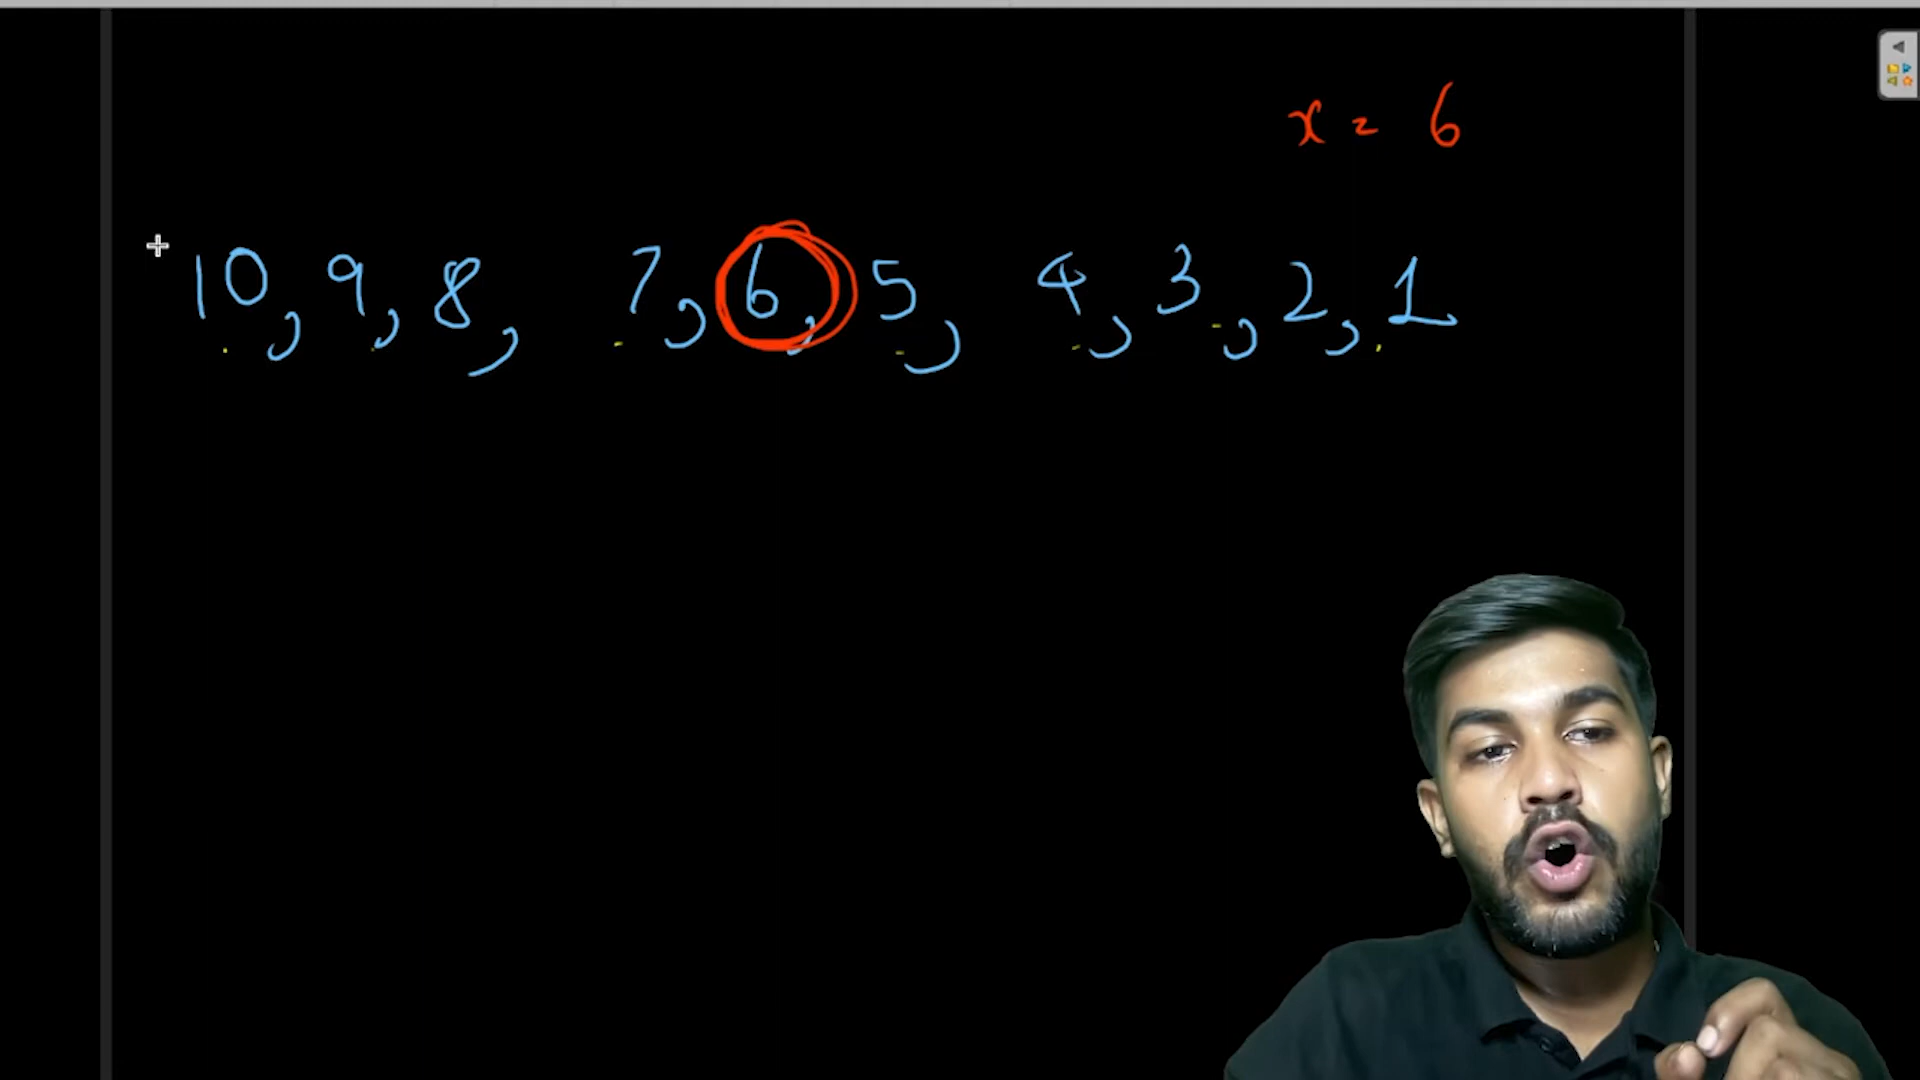 x = 6
10, 9, 8, 7, 6, 5, 4, 3, 2, 1